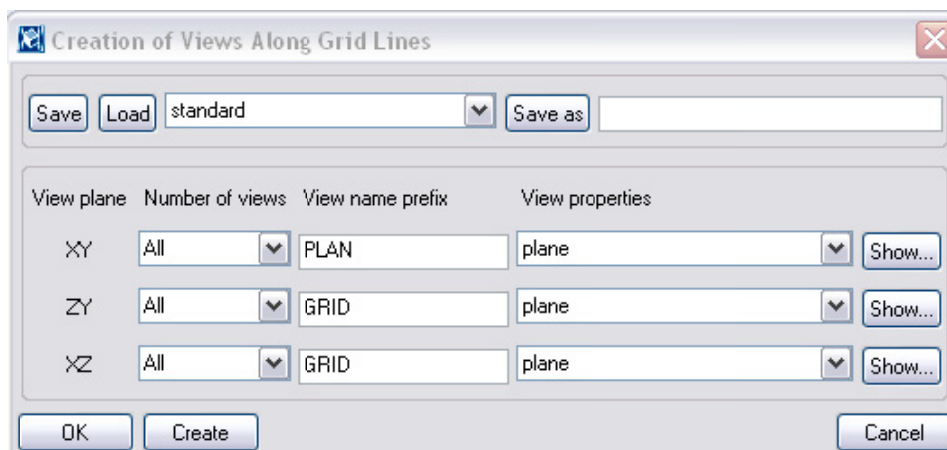 Creation of Views Along Grid Lines
Save Load standard Save as
View plane Number of views View name prefix View properties
XY All PLAN plane Show...
ZY All GRID plane Show...
XZ All GRID plane Show...
OK Create Cancel